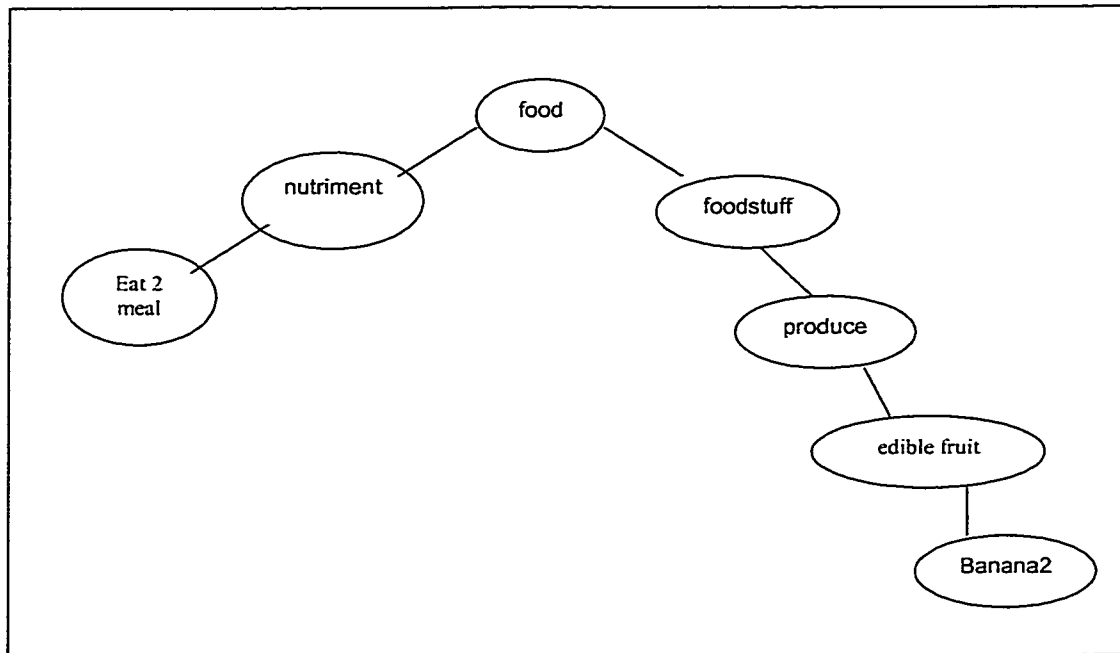 food
nutriment
foodstuff
Eat 2
meal
produce
edible fruit
Banana2